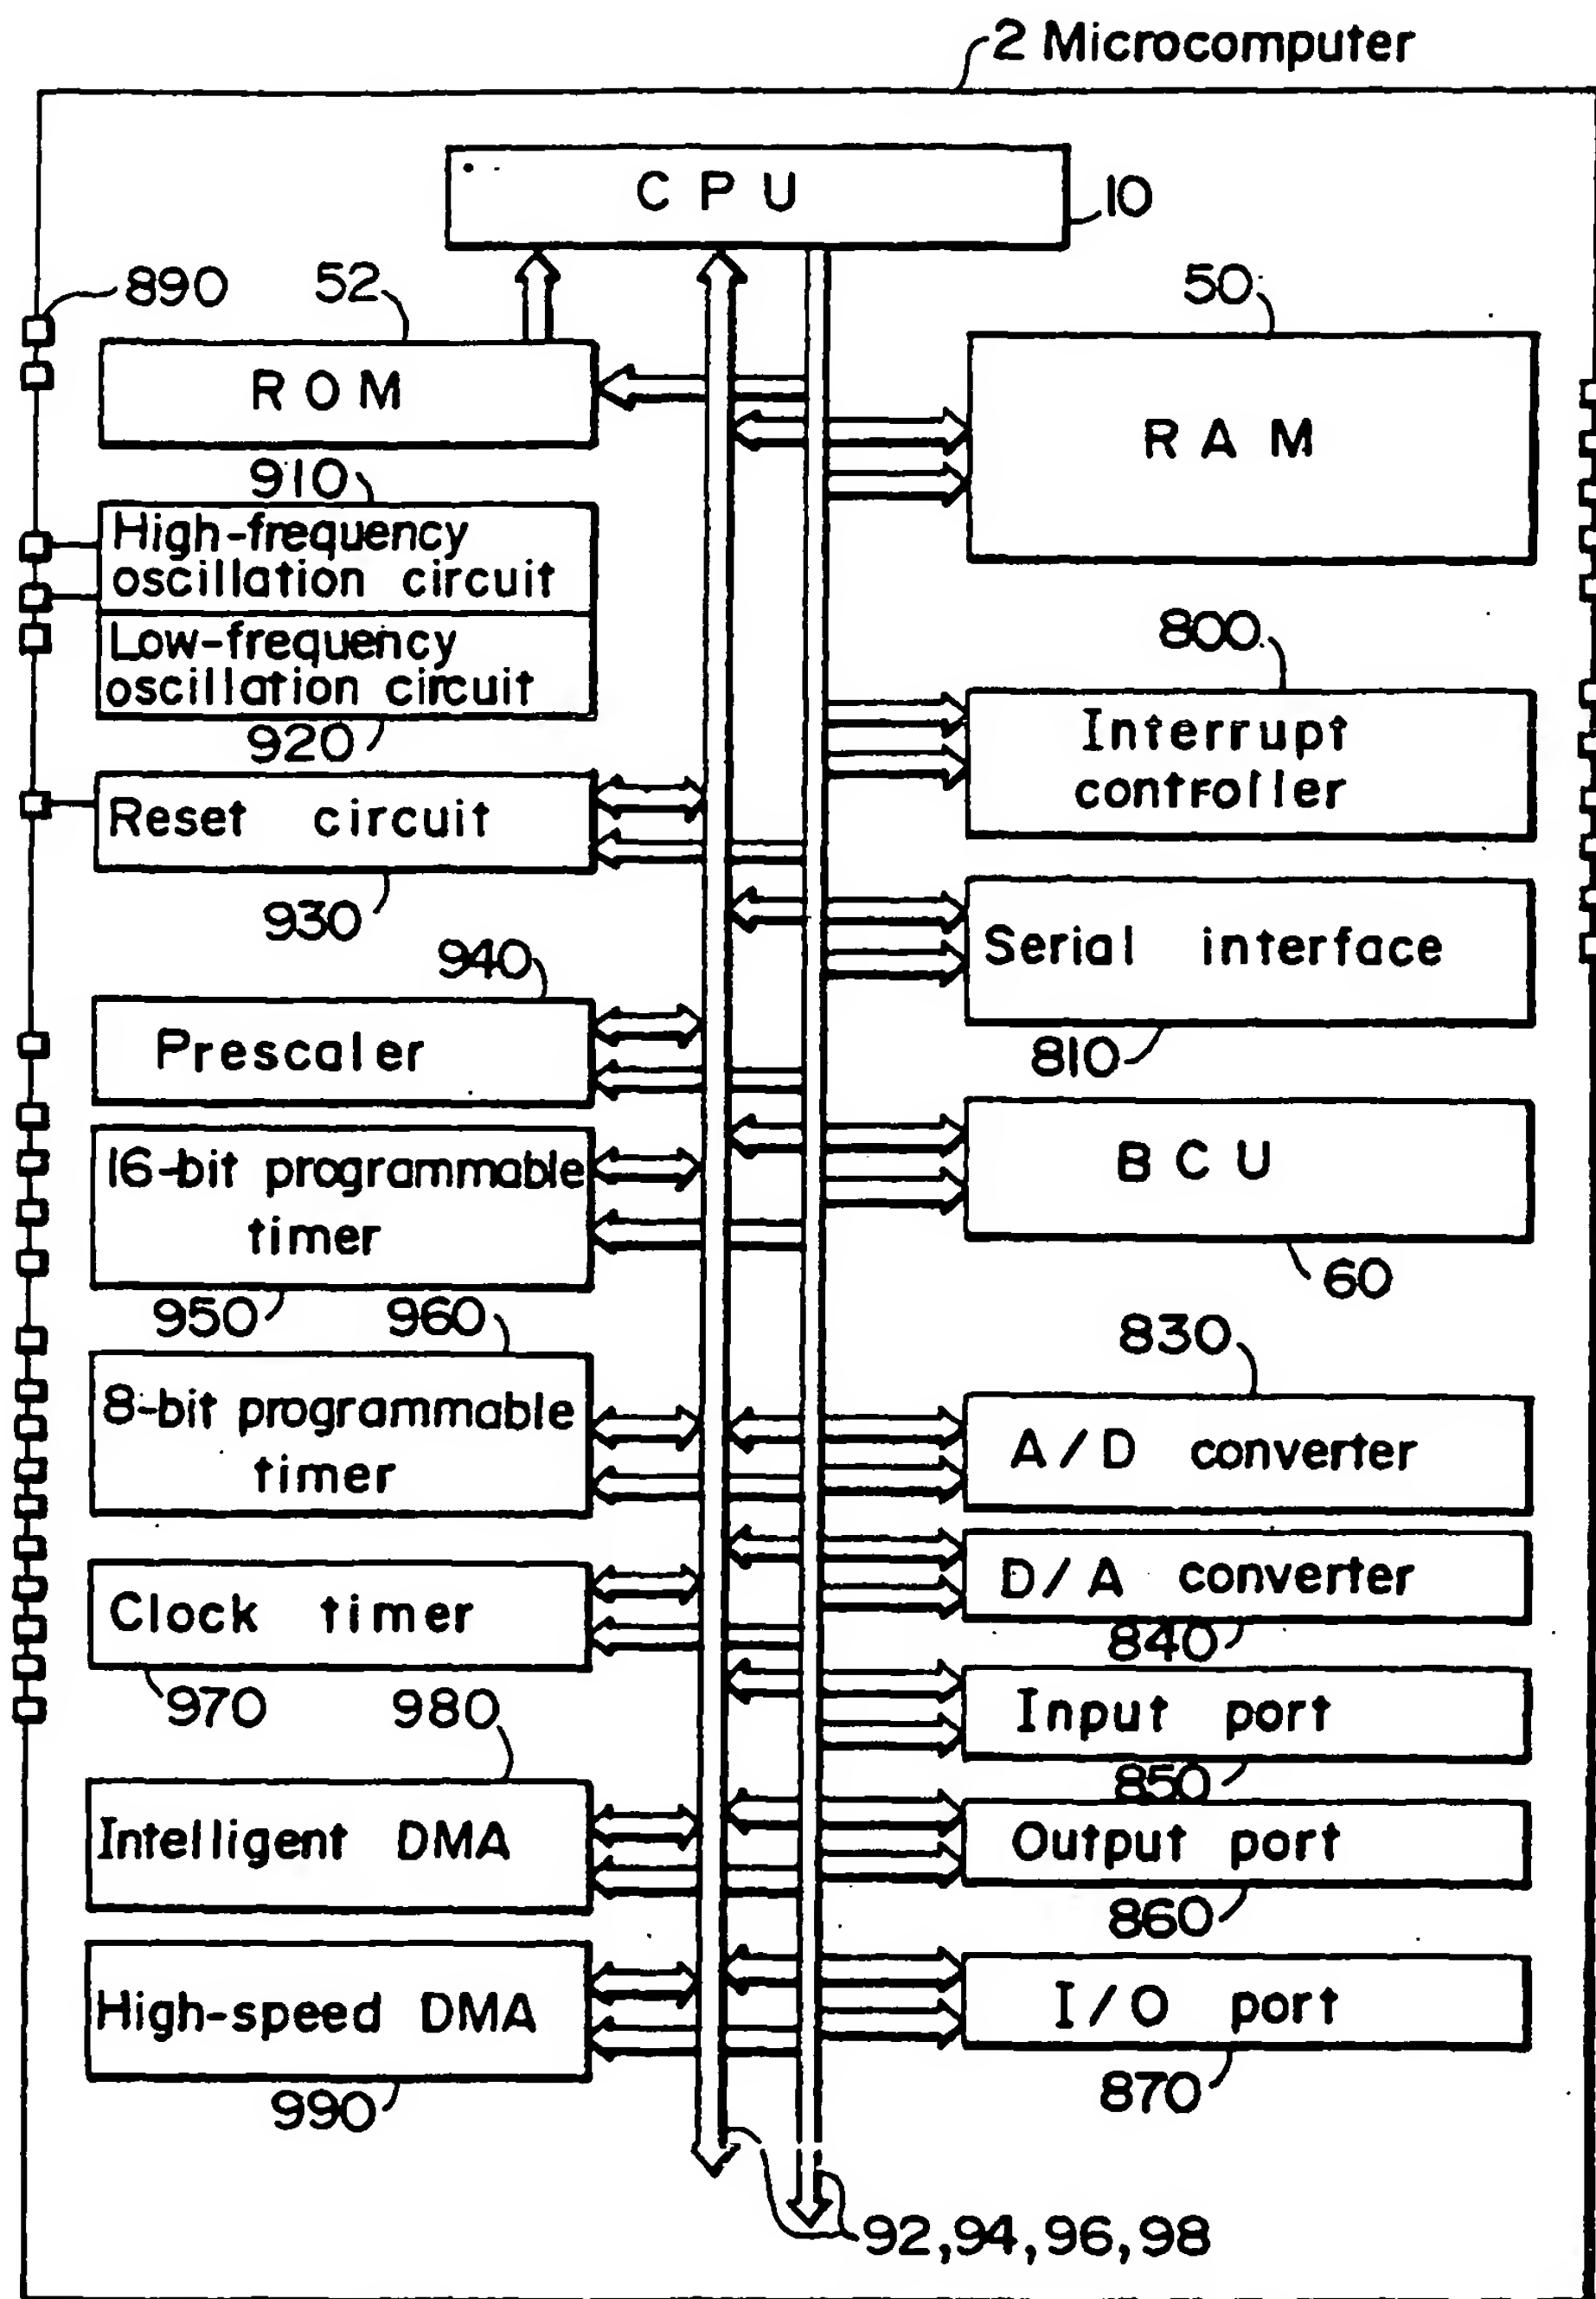 2 Microcomputer
CPU
10
890
52
50
ROM
RAM
910
High-frequency
oscillation circuit
Low-frequency
oscillation circuit
920
800
Interrupt
controller
Reset circuit
930
Serial interface
810
940
Prescaler
BCU
60
16-bit programmable
timer
950
960
830
8-bit programmable
timer
A/D converter
D/A converter
840
Clock timer
970
980
Input port
850
Intelligent DMA
Output port
860
High-speed DMA
990
I/O port
870
92,94,96,98